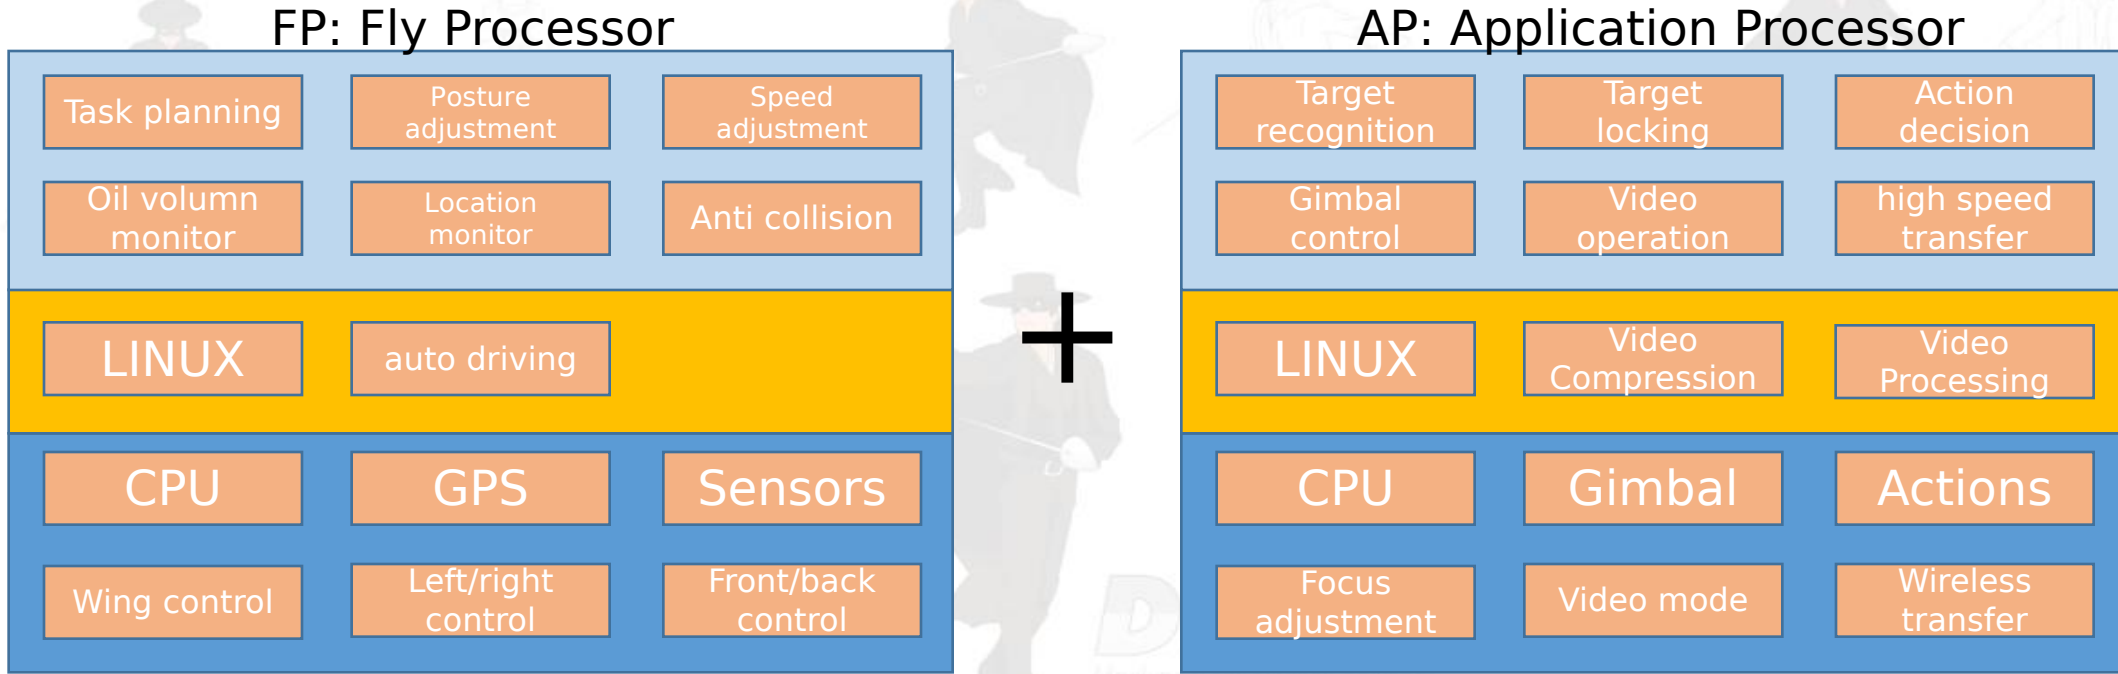 FP: Fly Processor
Task planning
Posture
adjustment
Speed
adjustment
Oil volumn
monitor
Location
monitor
Anti collision
LINUX
auto driving
CPU
GPS
Sensors
Wing control
Left/right
control
Front/back
control
+
AP: Application Processor
Target
recognition
Target
locking
Action
decision
Gimbal
control
Video
operation
high speed
transfer
LINUX
Video
Compression
Video
Processing
CPU
Gimbal
Actions
Focus
adjustment
Video mode
Wireless
transfer